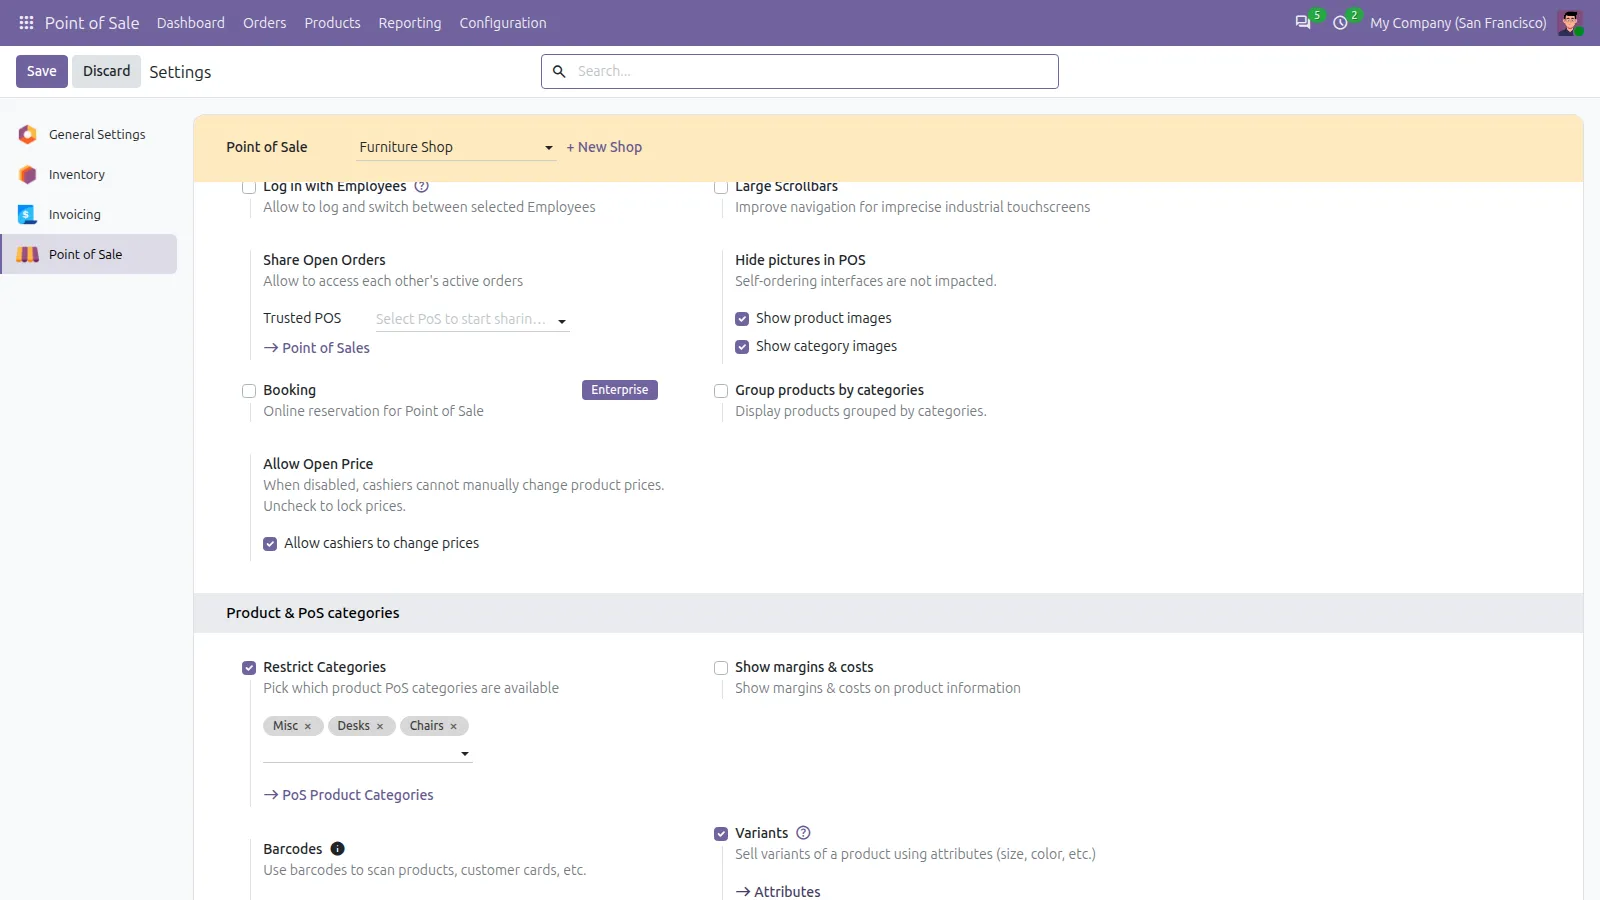 Point of Sale Dashboard Orders Products Reporting Configuration 5 2 My Company (San Francisco)
Save Discard Settings Search...
General Settings
Inventory
Invoicing
Point of Sale
Point of Sale Furniture Shop + New Shop
Log in with Employees ?
Allow to log and switch between selected Employees
Large Scrollbars
Improve navigation for imprecise industrial touchscreens
Share Open Orders
Allow to access each other's active orders
Trusted POS Select PoS to start sharin...
→ Point of Sales
Hide pictures in POS
Self-ordering interfaces are not impacted.
Show product images
Show category images
Booking Enterprise
Online reservation for Point of Sale
Group products by categories
Display products grouped by categories.
Allow Open Price
When disabled, cashiers cannot manually change product prices.
Uncheck to lock prices.
Allow cashiers to change prices
Product & PoS categories
Restrict Categories
Pick which product PoS categories are available
Misc × Desks × Chairs ×
→ PoS Product Categories
Show margins & costs
Show margins & costs on product information
Barcodes i
Use barcodes to scan products, customer cards, etc.
Variants ?
Sell variants of a product using attributes (size, color, etc.)
→ Attributes